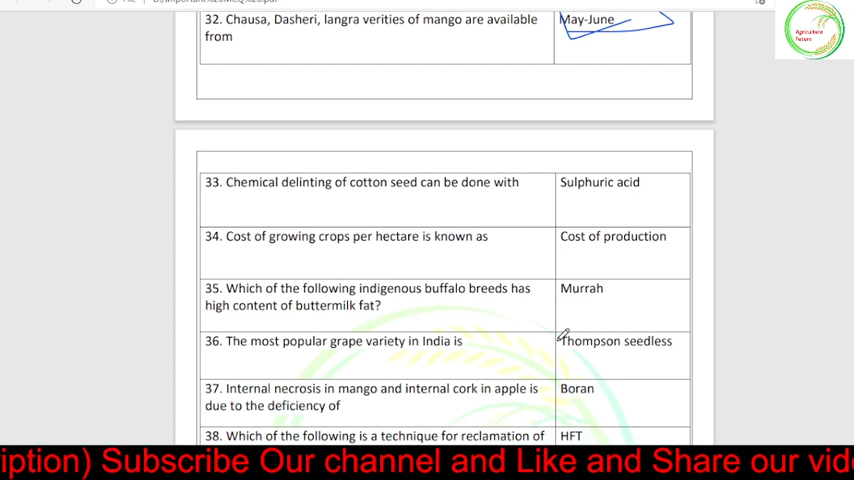 32. Chausa, Dasheri, langra verities of mango are available
from
May-June
Agriculture
Future
33. Chemical delinting of cotton seed can be done with
Sulphuric acid
34. Cost of growing crops per hectare is known as
Cost of production
35. Which of the following indigenous buffalo breeds has
high content of buttermilk fat?
Murrah
36. The most popular grape variety in India is
Thompson seedless
37. Internal necrosis in mango and internal cork in apple is
due to the deficiency of
Boran
38. Which of the following is a technique for reclamation of
HFT
iption) Subscribe Our channel and Like and Share our vid